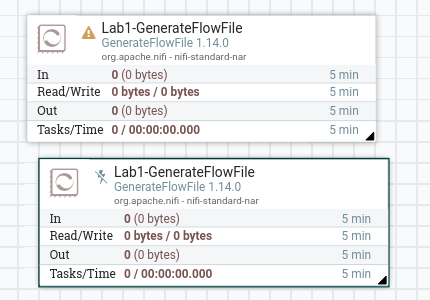 Lab1-GenerateFlowFile
GenerateFlowFile 1.14.0
org.apache.nifi - nifi-standard-nar
In 0 (0 bytes) 5 min
Read/Write 0 bytes / 0 bytes 5 min
Out 0 (0 bytes) 5 min
Tasks/Time 0 / 00:00:00.000 5 min
Lab1-GenerateFlowFile
GenerateFlowFile 1.14.0
org.apache.nifi - nifi-standard-nar
In 0 (0 bytes) 5 min
Read/Write 0 bytes / 0 bytes 5 min
Out 0 (0 bytes) 5 min
Tasks/Time 0 / 00:00:00.000 5 min